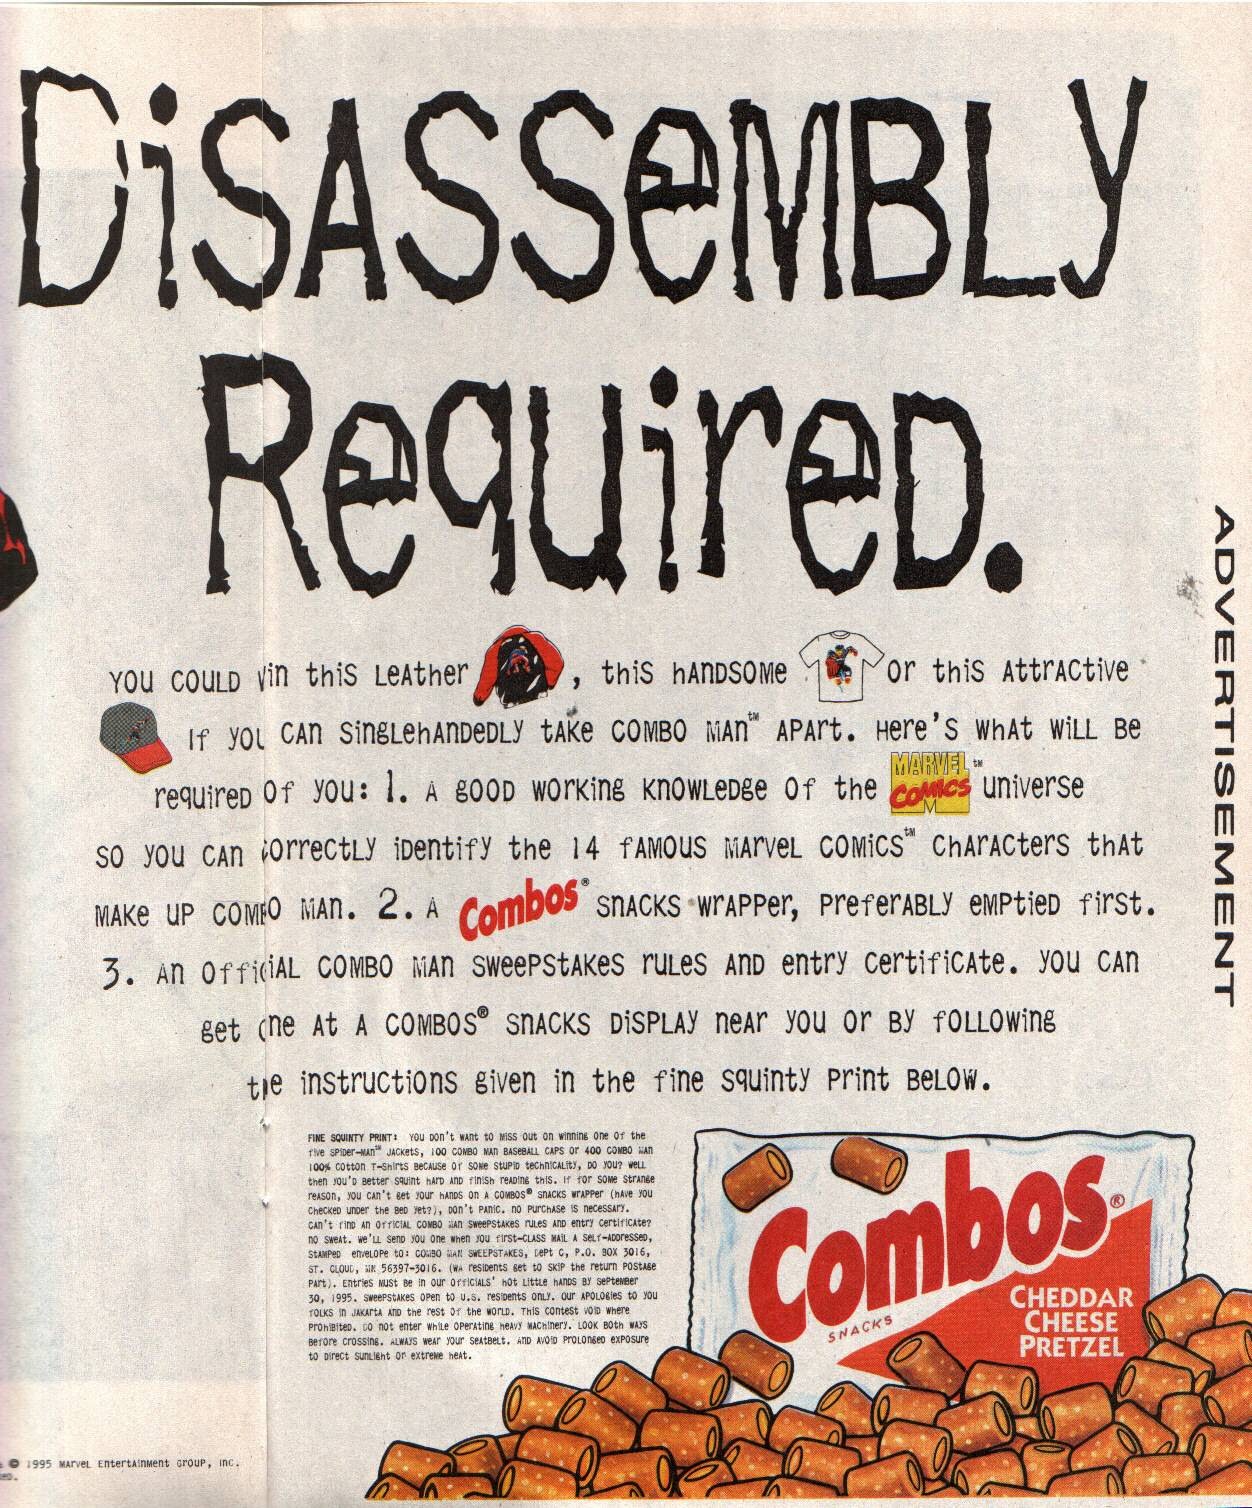 DiSASSeMBLY
ReQuireD.
YOU COULD win this LeAther , this hANDSOMe or this AttrActive
If YOU CAN SiNgLehANDeDLY tAKe COMBO MAN™ APArt. Here'S WhAt WiLL Be
required Of YOU: 1. A gOOD wOrKing KNOWLeDge Of the MARVEL COMICS ™ universe
SO YOU CAN COrrectLY iDentifY the 14 fAMOUS MArveL COMiCS™ ChArACterS thAt
MAKe UP COMBO MAN. 2. A Combos® SNACKS wrAPPer, PreferABLY eMPtieD firSt.
3. AN OffiCiAL COMBO MAN SweePStAKeS ruLeS AND entrY CertifiCAte. YOU CAN
get One At A COMBOS® SNACKS DiSPLAY neAr YOU Or BY fOLLOwing
the inStructiOnS given in the fine Squinty Print BeLOW.
FINE SQUINTY PRINT: YOU DON'T WANT TO MISS OUT ON WINNING ONE OF THE
FIVE SPIDER-MAN™ JACKETS, 100 COMBO MAN BASEBALL CAPS OR 400 COMBO MAN
100% COTTON T-SHIRTS BECAUSE OF SOME STUPID TECHNICALITY, DO YOU? WELL
THEN YOU'D BETTER SQUINT HARD AND FINISH READING THIS. IF FOR SOME STRANGE
REASON, YOU CAN'T GET YOUR HANDS ON A COMBOS® SNACKS WRAPPER (HAVE YOU
CHECKED UNDER THE BED YET?), DON'T PANIC. NO PURCHASE IS NECESSARY.
CAN'T FIND AN OFFICIAL COMBO MAN SWEEPSTAKES RULES AND ENTRY CERTIFICATE?
NO SWEAT. WE'LL SEND YOU ONE WHEN YOU FIRST-CLASS MAIL A SELF-ADDRESSED,
STAMPED ENVELOPE TO: COMBO MAN SWEEPSTAKES, DEPT C, P.O. BOX 3016,
ST. CLOUD, MN 56397-3016. (WA RESIDENTS GET TO SKIP THE RETURN POSTAGE
PART). ENTRIES MUST BE IN OUR OFFICIALS' HOT LITTLE HANDS BY SEPTEMBER
30, 1995. SWEEPSTAKES OPEN TO U.S. RESIDENTS ONLY. OUR APOLOGIES TO YOU
FOLKS IN JAKARTA AND THE REST OF THE WORLD. THIS CONTEST VOID WHERE
PROHIBITED. DO NOT ENTER WHILE OPERATING HEAVY MACHINERY. LOOK BOTH WAYS
BEFORE CROSSING. ALWAYS WEAR YOUR SEATBELT. AND AVOID PROLONGED EXPOSURE
TO DIRECT SUNLIGHT OR EXTREME HEAT.
Combos®
SNACKS
CHEDDAR
CHEESE
PRETZEL
© 1995 MARVEL ENTERTAINMENT GROUP, INC.
ADVERTISEMENT